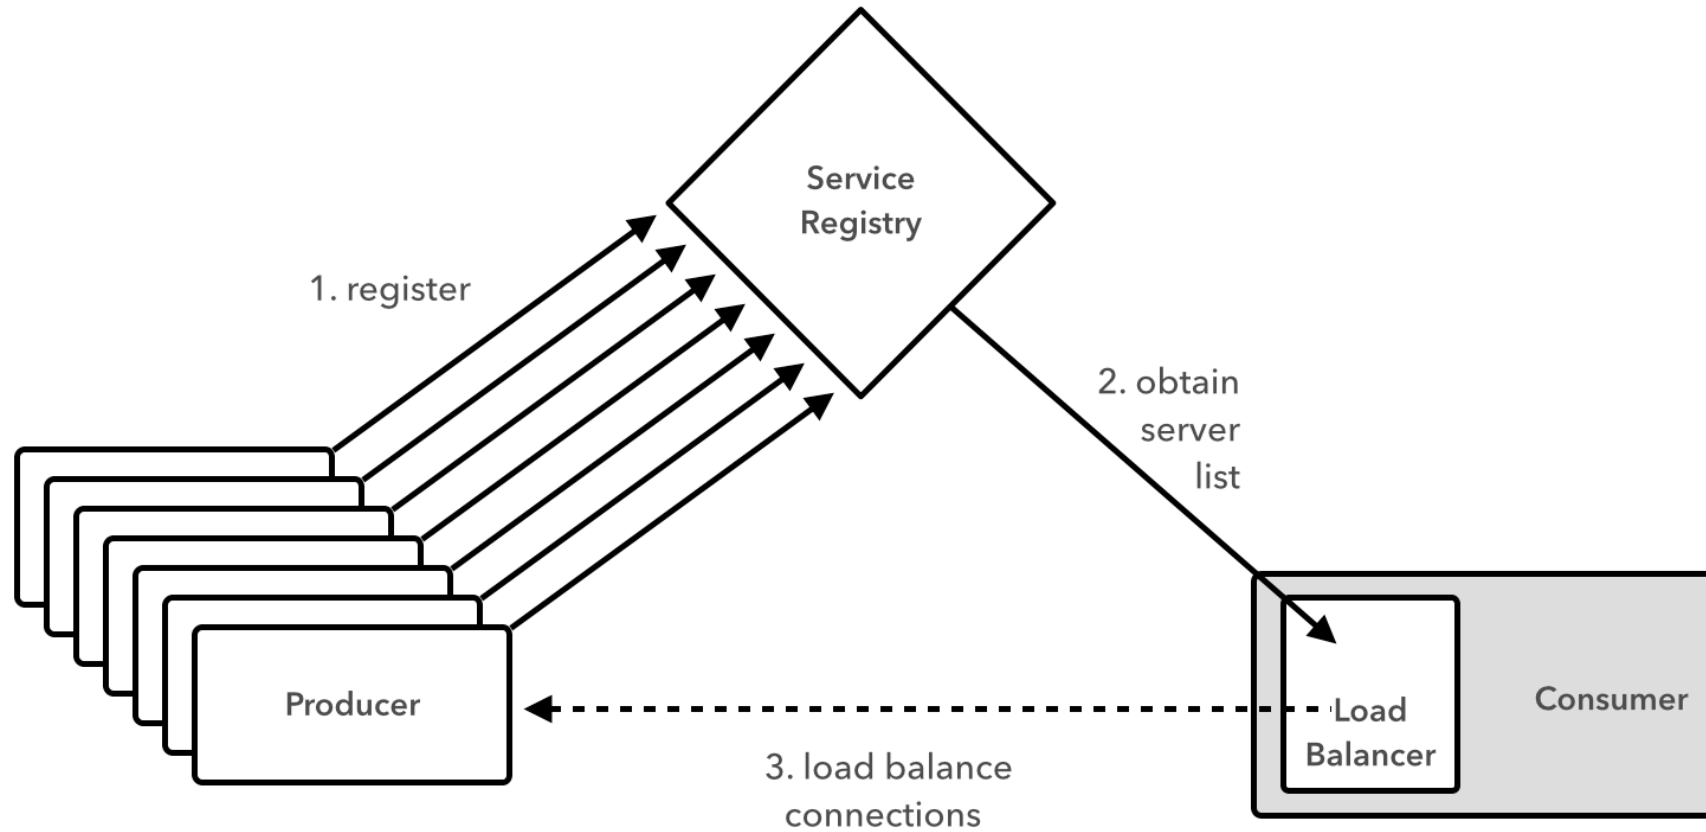 Service
Registry
1. register
2. obtain
server
list
Producer
Load
Balancer
Consumer
3. load balance
connections